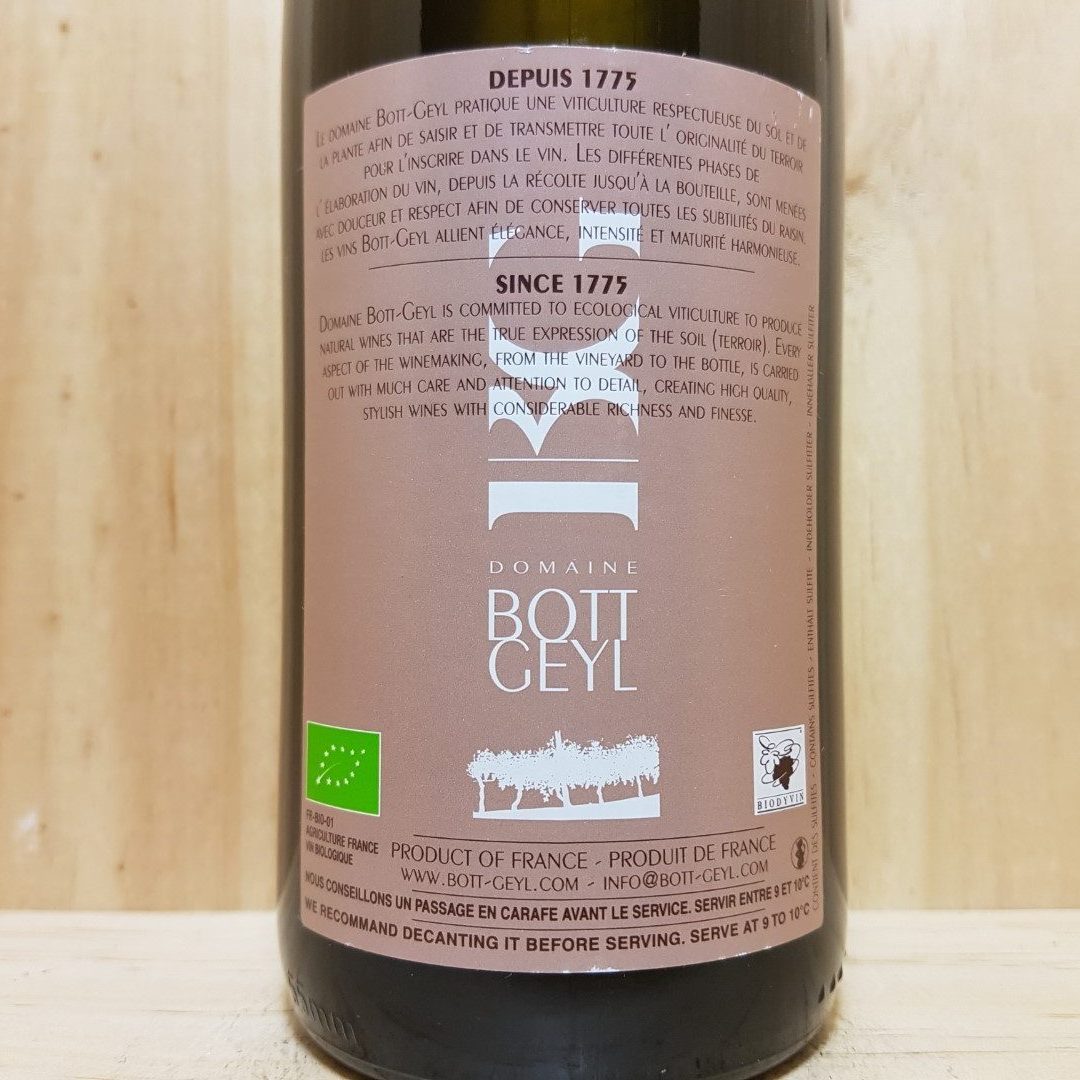 DEPUIS 1775
LE DOMAINE BOTT-GEYL PRATIQUE UNE VITICULTURE RESPECTUEUSE DU SOL ET DE
LA PLANTE AFIN DE SAISIR ET DE TRANSMETTRE TOUTE L' ORIGINALITÉ DU TERROIR
POUR L'INSCRIRE DANS LE VIN. LES DIFFÉRENTES PHASES DE
L' ÉLABORATION DU VIN, DEPUIS LA RÉCOLTE JUSQU'À LA BOUTEILLE, SONT MENÉES
AVEC DOUCEUR ET RESPECT AFIN DE CONSERVER TOUTES LES SUBTILITÉS DU RAISIN.
LES VINS BOTT-GEYL ALLIENT ÉLÉGANCE, INTENSITÉ ET MATURITÉ HARMONIEUSE.
SINCE 1775
DOMAINE BOTT-GEYL IS COMMITTED TO ECOLOGICAL VITICULTURE TO PRODUCE
NATURAL WINES THAT ARE THE TRUE EXPRESSION OF THE SOIL (TERROIR). EVERY
ASPECT OF THE WINEMAKING, FROM THE VINEYARD TO THE BOTTLE, IS CARRIED
OUT WITH MUCH CARE AND ATTENTION TO DETAIL, CREATING HIGH QUALITY,
STYLISH WINES WITH CONSIDERABLE RICHNESS AND FINESSE.
DOMAINE
BOTT
GEYL
BIODYVIN
FR-BIO-01
AGRICULTURE FRANCE
VIN BIOLOGIQUE
PRODUCT OF FRANCE - PRODUIT DE FRANCE
WWW.BOTT-GEYL.COM - INFO@BOTT-GEYL.COM
NOUS CONSEILLONS UN PASSAGE EN CARAFE AVANT LE SERVICE. SERVIR ENTRE 9 ET 10°C
WE RECOMMAND DECANTING IT BEFORE SERVING. SERVE AT 9 TO 10°C
CONTIENT DES SULFITES - CONTAINS SULFITES - ENTHÄLT SULFITE - INDEHOLDER SULFITTER - INNEHÅLLER SULFITER